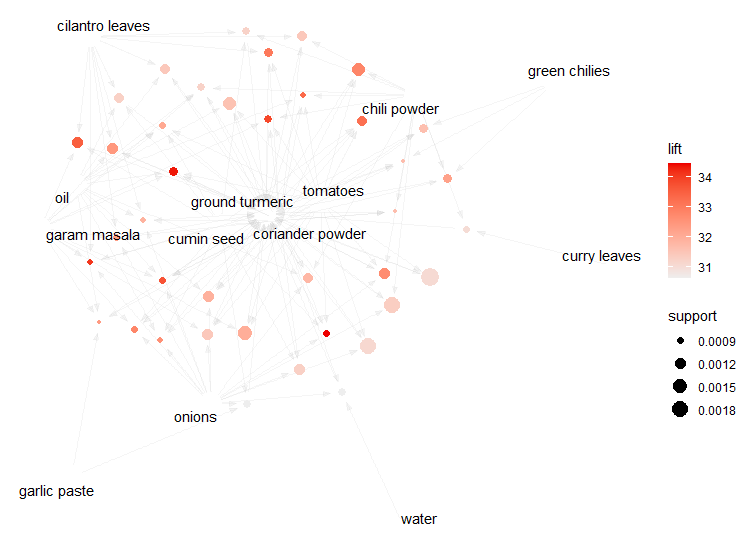 cilantro leaves
green chilies
chili powder
lift
34
33
32
31
oil
tomatoes
ground turmeric
garam masala
cumin seed
coriander powder
curry leaves
support
0.0009
0.0012
0.0015
0.0018
onions
garlic paste
water